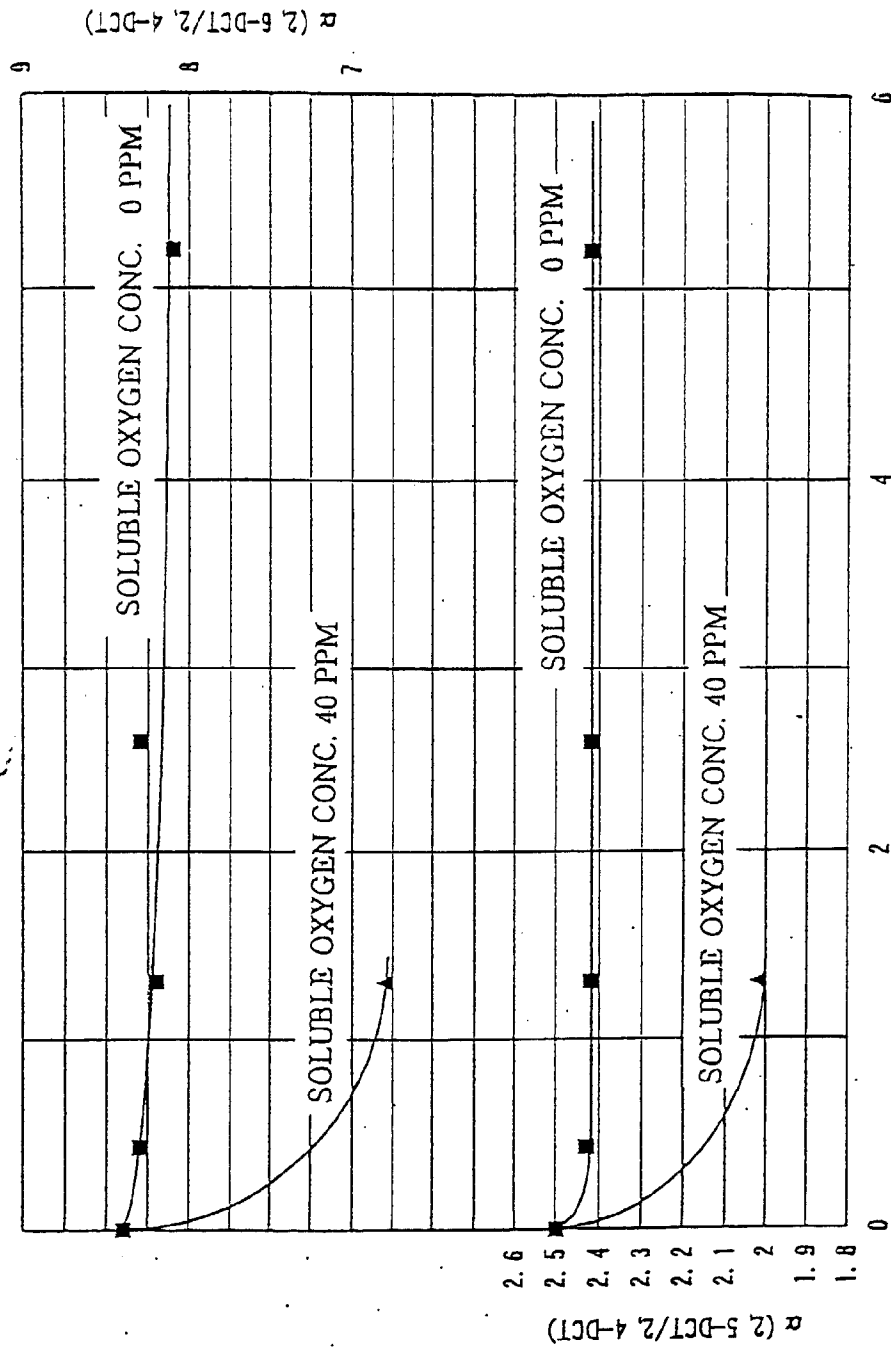 α (2, 6-DCT/2, 4-DCT)
9
8
7
SOLUBLE OXYGEN CONC. 0 PPM
SOLUBLE OXYGEN CONC. 40 PPM
SOLUBLE OXYGEN CONC. 0 PPM
SOLUBLE OXYGEN CONC. 40 PPM
2. 6
2. 5
2. 4
2. 3
2. 2
2. 1
2
1. 9
1. 8
α (2, 5-DCT/2, 4-DCT)
0
2
4
6